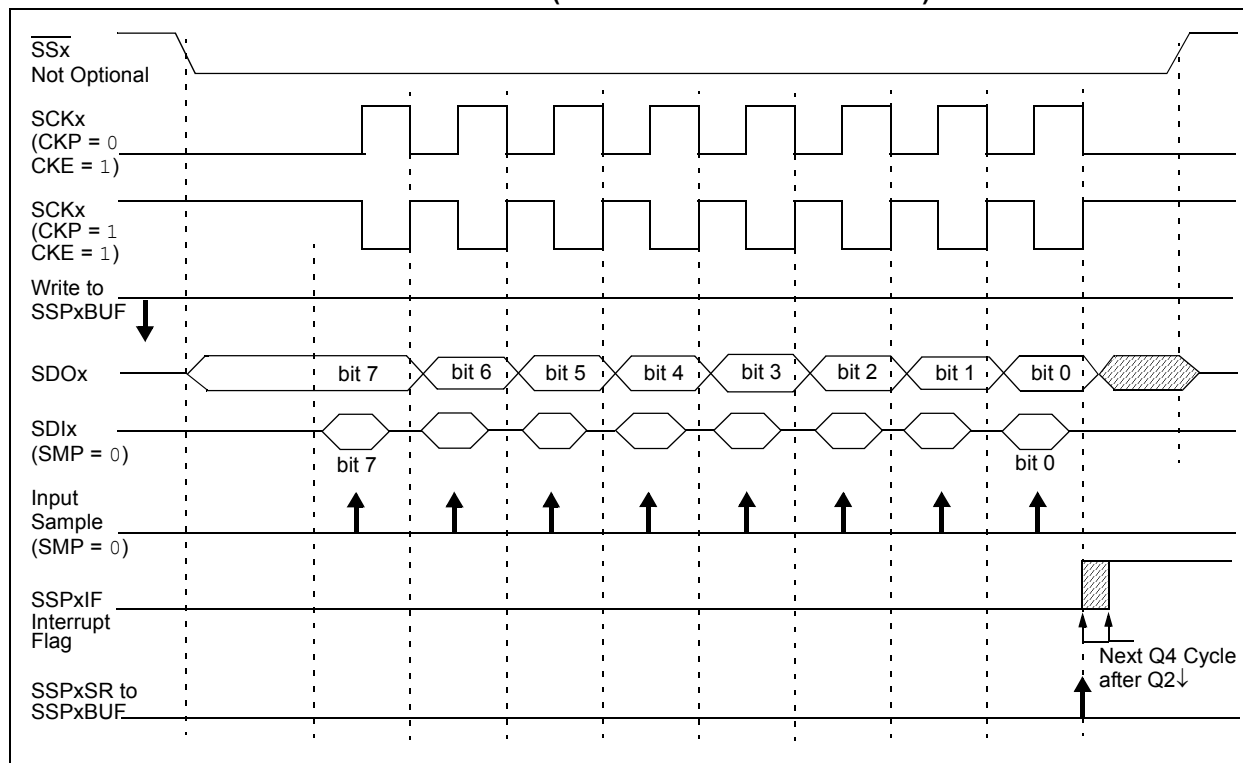 SSx
Not Optional
SCKx
(CKP = 0
CKE = 1)
SCKx
(CKP = 1
CKE = 1)
Write to
SSPxBUF
SDOx
bit 7 bit 6 bit 5 bit 4 bit 3 bit 2 bit 1 bit 0
SDIx
(SMP = 0)
bit 7 bit 0
Input
Sample
(SMP = 0)
SSPxIF
Interrupt
Flag
Next Q4 Cycle
after Q2↓
SSPxSR to
SSPxBUF